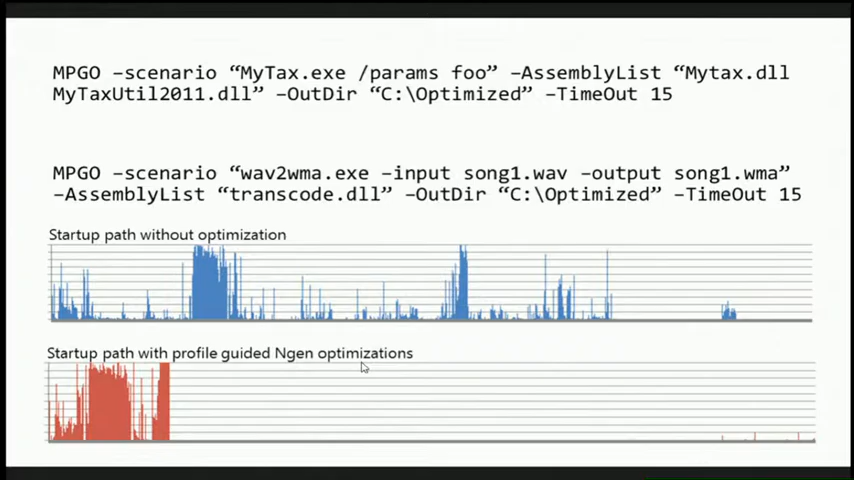 MPGO –scenario “MyTax.exe /params foo” –AssemblyList “Mytax.dll
MyTaxUtil2011.dll” –OutDir “C:\Optimized” –TimeOut 15
MPGO –scenario “wav2wma.exe –input song1.wav –output song1.wma”
–AssemblyList “transcode.dll” –OutDir “C:\Optimized” –TimeOut 15
Startup path without optimization
Startup path with profile guided Ngen optimizations